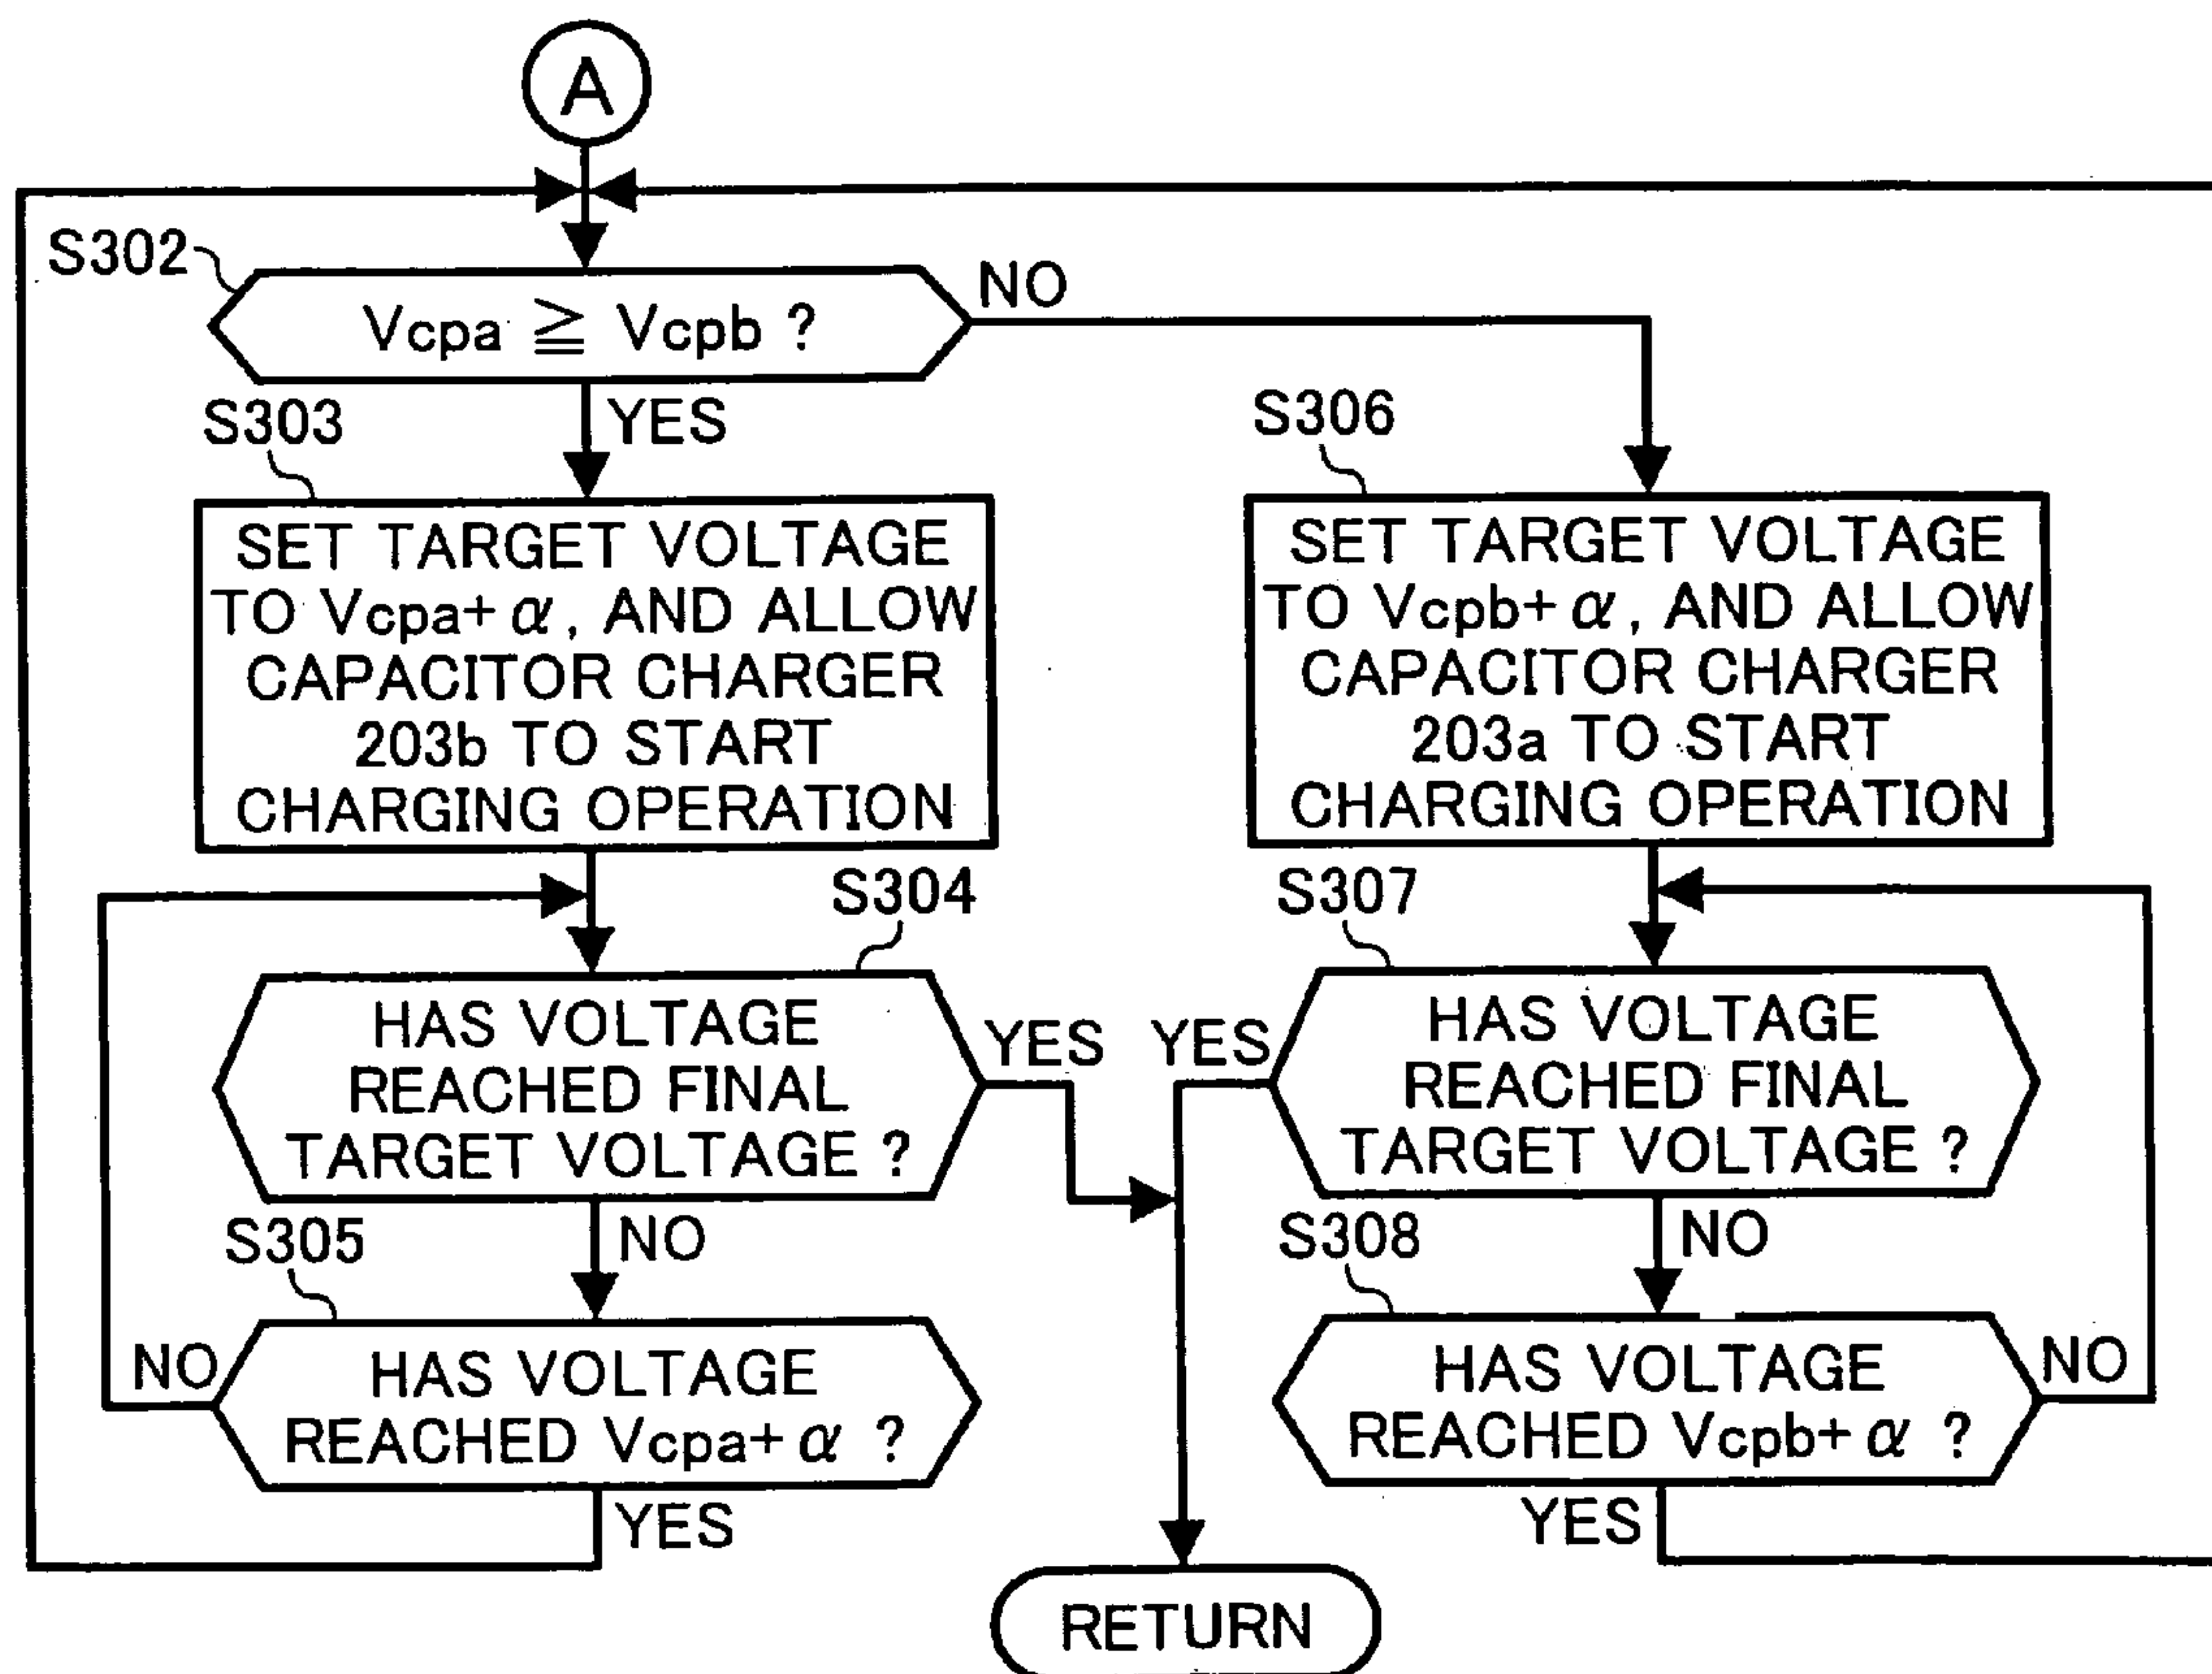 A
S302
Vcpa ≧ Vcpb ?
NO
YES
S303
SET TARGET VOLTAGE
TO Vcpa+α, AND ALLOW
CAPACITOR CHARGER
203b TO START
CHARGING OPERATION
S306
SET TARGET VOLTAGE
TO Vcpb+α, AND ALLOW
CAPACITOR CHARGER
203a TO START
CHARGING OPERATION
S304
HAS VOLTAGE
REACHED FINAL
TARGET VOLTAGE ?
YES
NO
S307
HAS VOLTAGE
REACHED FINAL
TARGET VOLTAGE ?
YES
NO
S305
HAS VOLTAGE
REACHED Vcpa+α ?
NO
YES
S308
HAS VOLTAGE
REACHED Vcpb+α ?
NO
YES
RETURN